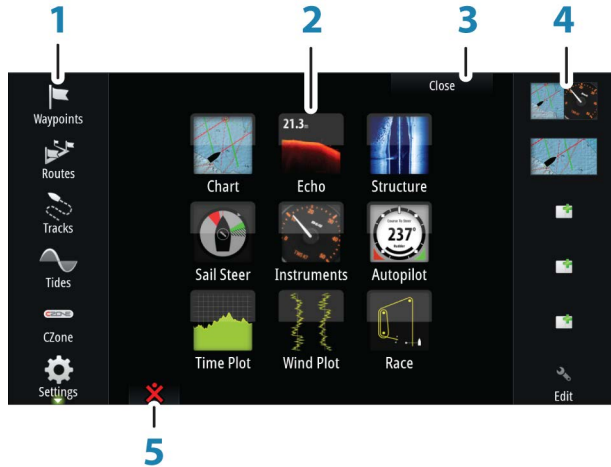 1
2
3
4
5
Close
Waypoints
Routes
Tracks
Tides
CZONE
CZone
Settings
21.3
Chart
Echo
Structure
237°
Sail Steer
Instruments
Autopilot
Time Plot
Wind Plot
Race
Edit